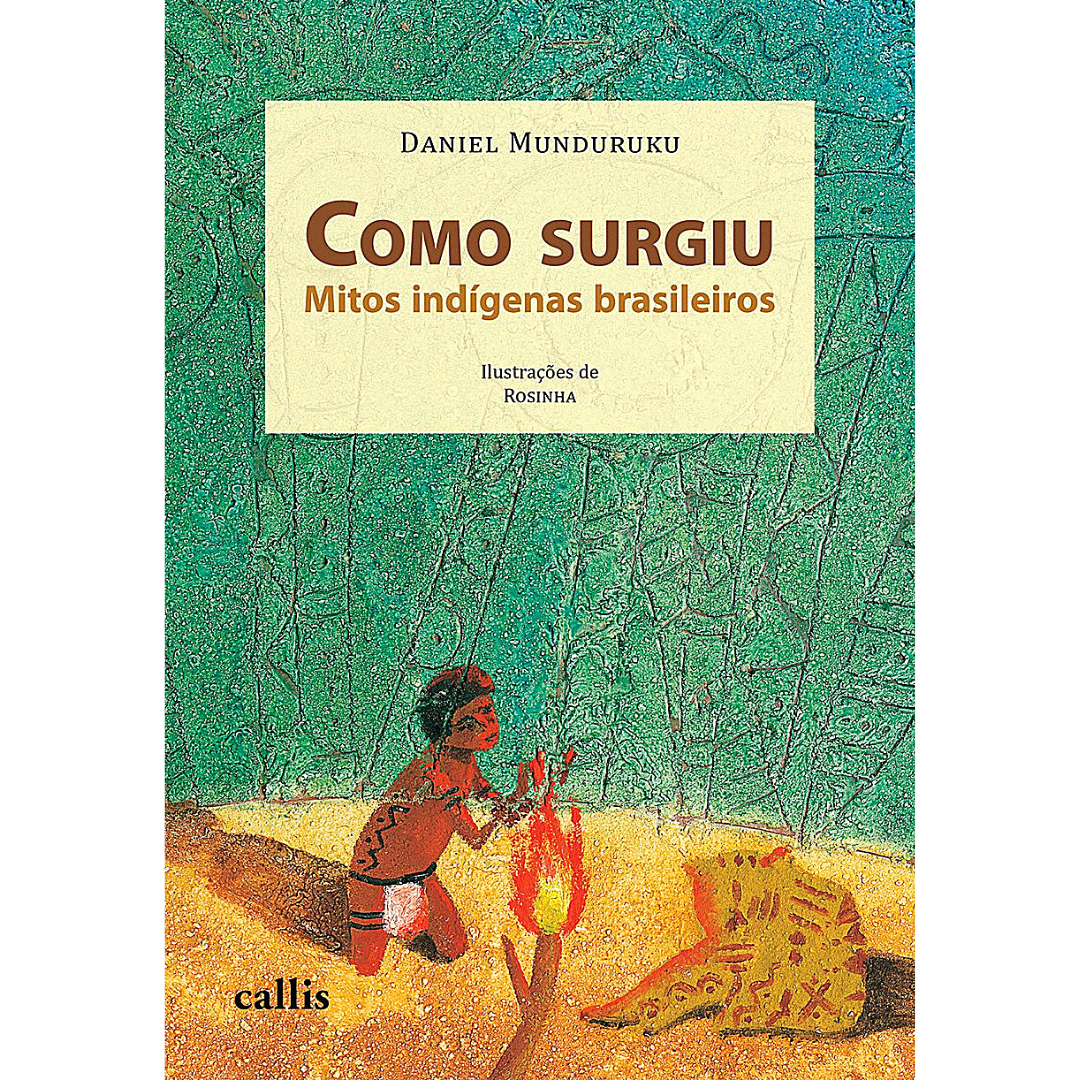 DANIEL MUNDURUKU
COMO SURGIU
Mitos indígenas brasileiros
Ilustrações de
ROSINHA
callis